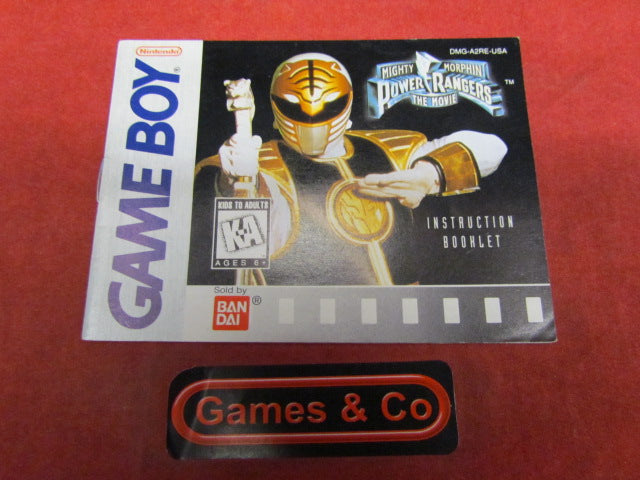 Nintendo®
GAME BOY
DMG-A2RE-USA
MIGHTY MORPHIN
POWER RANGERS
THE MOVIE
™
INSTRUCTION
BOOKLET
KIDS TO ADULTS
K-A
AGES 6+
Sold by
BAN
DAI
®
Games & Co